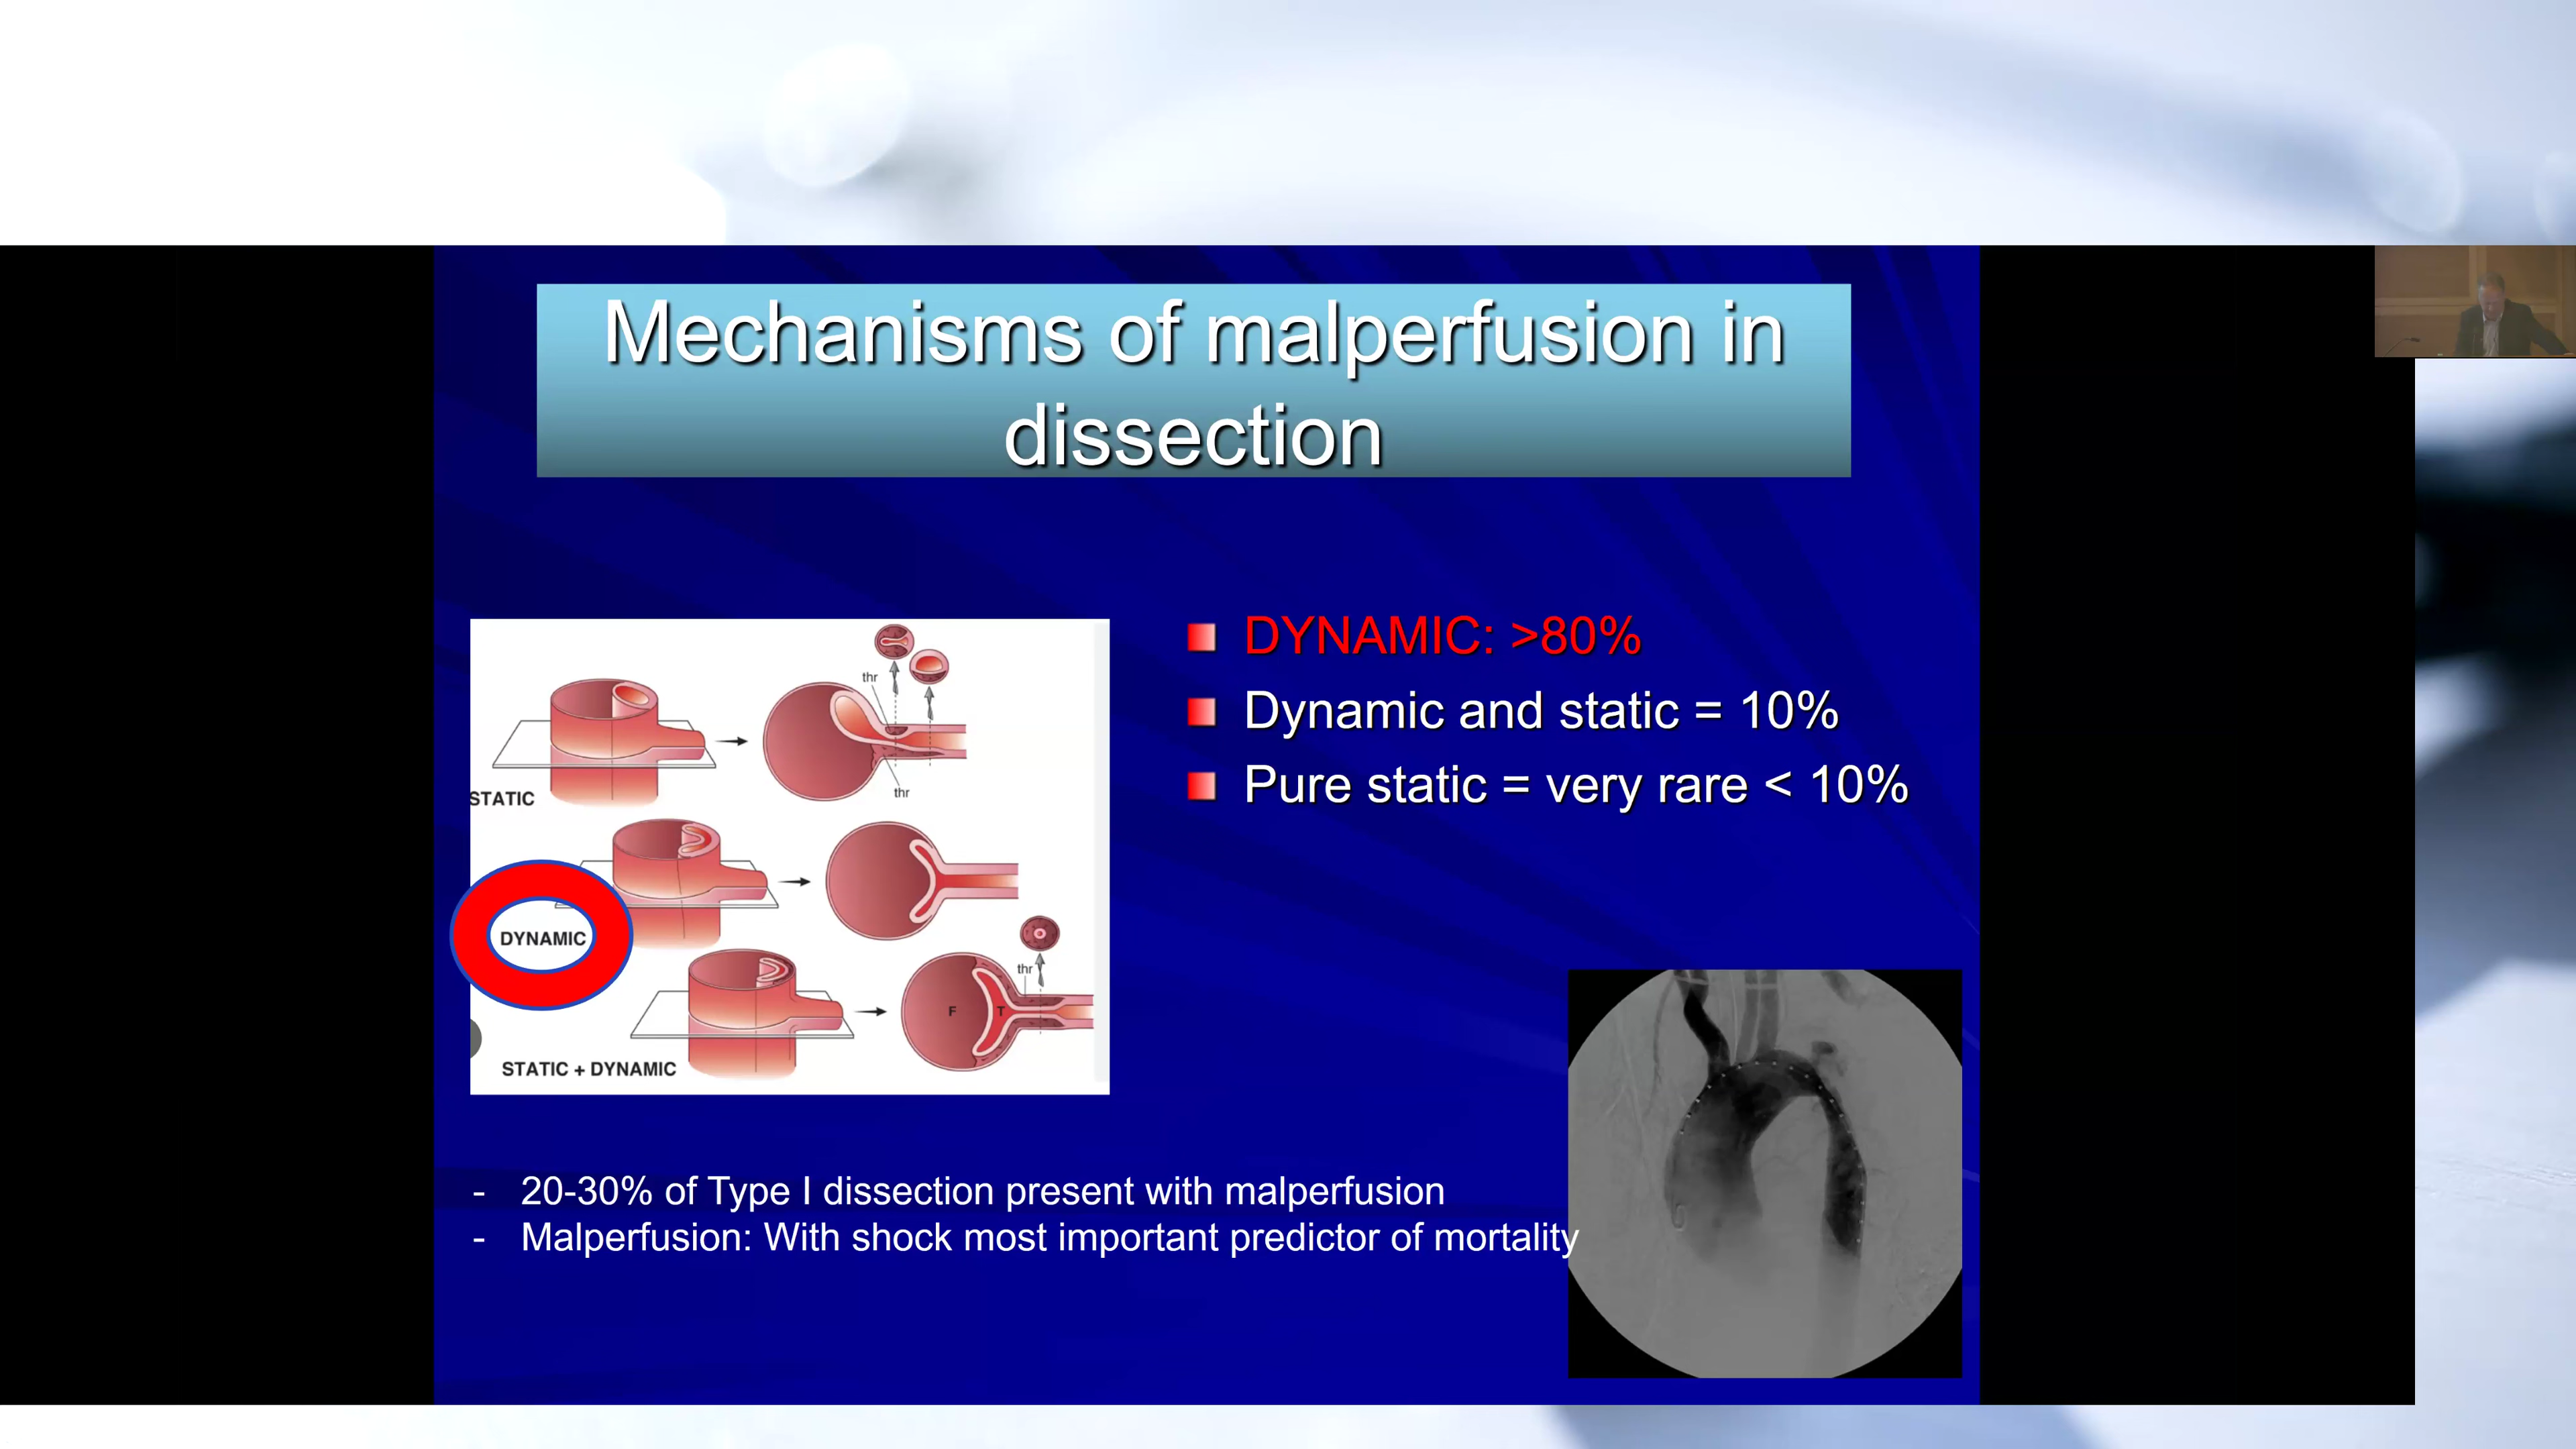 Mechanisms of malperfusion in
dissection
DYNAMIC: >80%
Dynamic and static = 10%
Pure static = very rare < 10%
thr
thr
STATIC
DYNAMIC
thr
F
T
STATIC + DYNAMIC
- 20-30% of Type I dissection present with malperfusion
- Malperfusion: With shock most important predictor of mortality